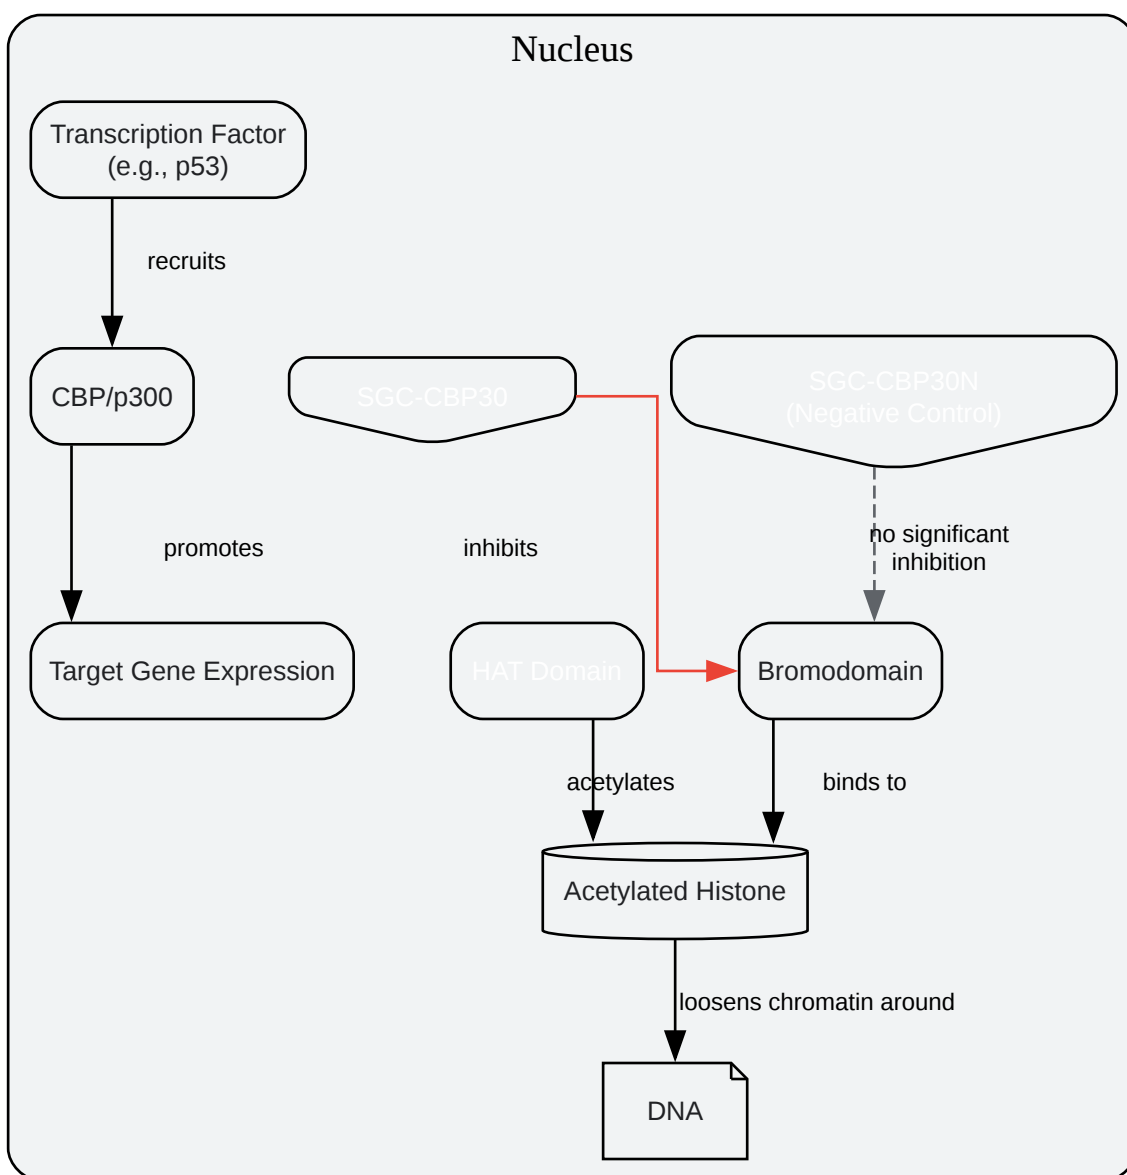 Nucleus
Transcription Factor
(e.g., p53)
recruits
CBP/p300
SGC-CBP30
SGC-CBP30N
(Negative Control)
promotes
inhibits
no significant
inhibition
Target Gene Expression
HAT Domain
Bromodomain
acetylates
binds to
Acetylated Histone
loosens chromatin around
DNA